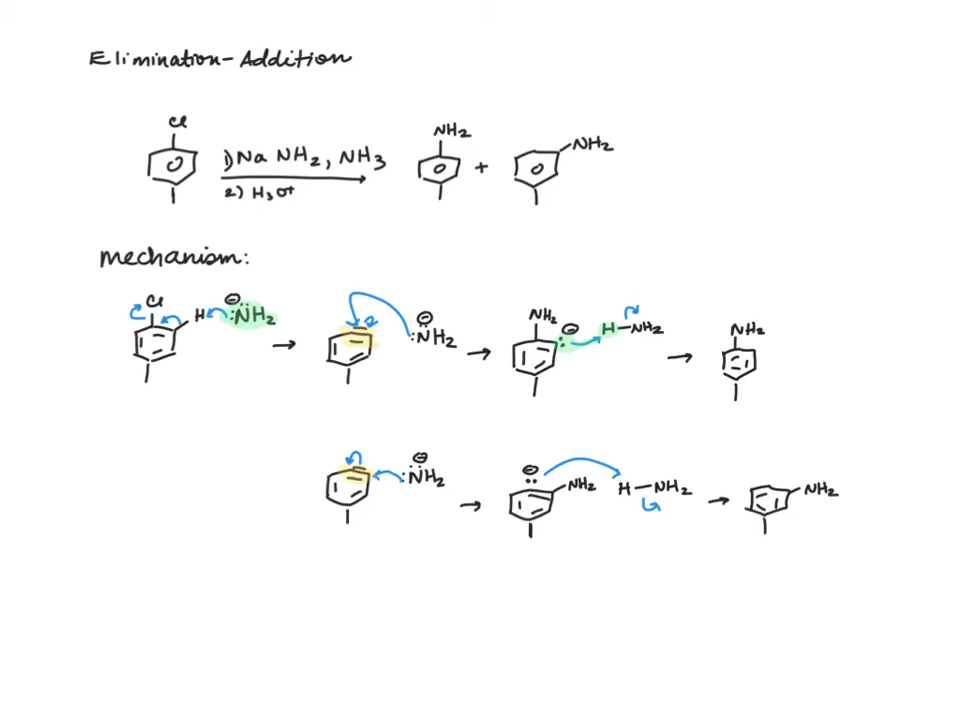 Elimination-Addition
Cl
1) Na NH2, NH3
2) H3O+
NH2
+
NH2
mechanism:
Cl
H
⊖
:NH2
⊖
:NH2
NH2
⊖
:
H-NH2
NH2
⊖
:NH2
⊖
..
NH2
H-NH2
NH2